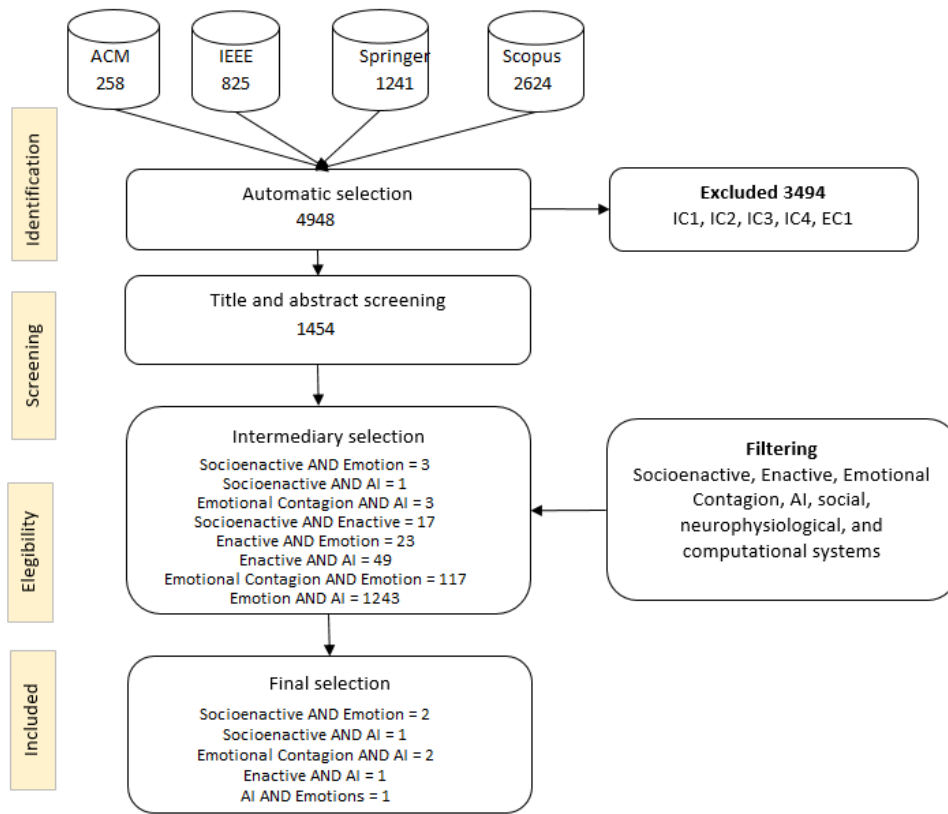 ACM
258
IEEE
825
Springer
1241
Scopus
2624
Identification
Automatic selection
4948
Excluded 3494
IC1, IC2, IC3, IC4, EC1
Screening
Title and abstract screening
1454
Elegibility
Intermediary selection
Socioenactive AND Emotion = 3
Socioenactive AND AI = 1
Emotional Contagion AND AI = 3
Socioenactive AND Enactive = 17
Enactive AND Emotion = 23
Enactive AND AI = 49
Emotional Contagion AND Emotion = 117
Emotion AND AI = 1243
Filtering
Socioenactive, Enactive, Emotional
Contagion, AI, social,
neurophysiological, and
computational systems
Included
Final selection
Socioenactive AND Emotion = 2
Socioenactive AND AI = 1
Emotional Contagion AND AI = 2
Enactive AND AI = 1
AI AND Emotions = 1